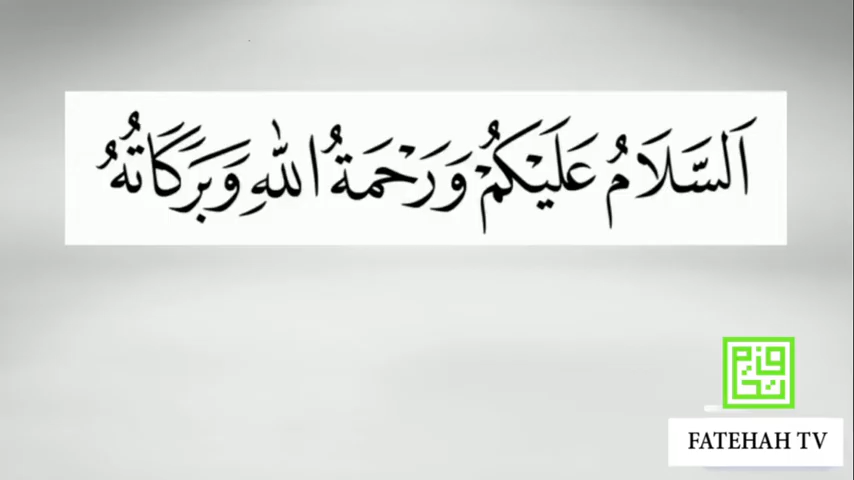 اَلسَّلَامُ عَلَيْكُمْ وَرَحْمَةُ اللهِ وَبَرَكَاتُهُ
FATEHAH TV